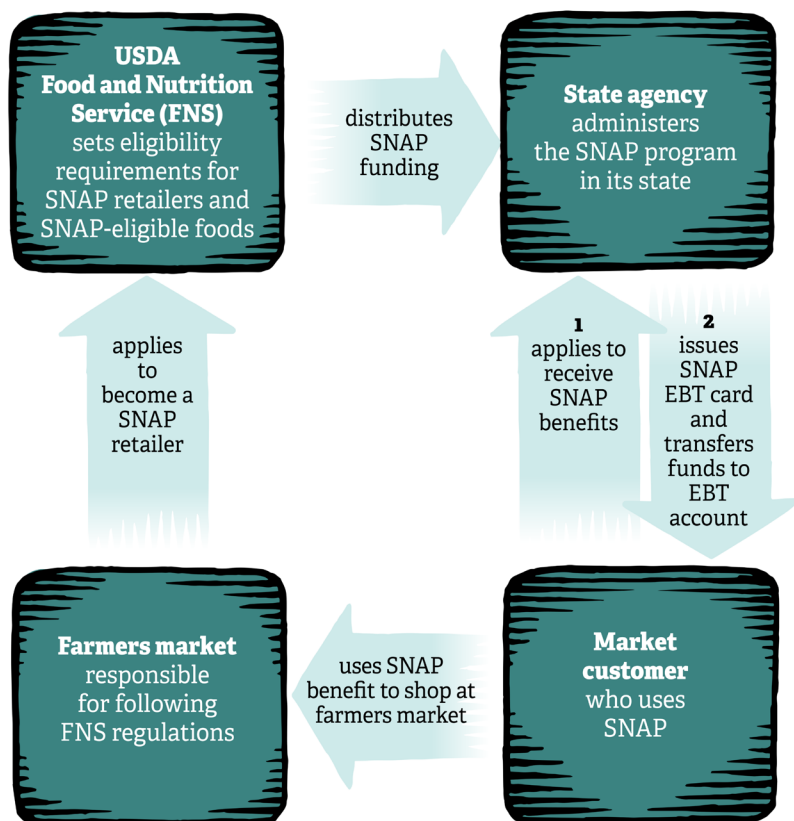 USDA
Food and Nutrition
Service (FNS)
sets eligibility
requirements for
SNAP retailers and
SNAP-eligible foods
distributes
SNAP
funding
State agency
administers
the SNAP program
in its state
applies
to
become a
SNAP
retailer
1
applies to
receive
SNAP
benefits
2
issues
SNAP
EBT card
and
transfers
funds to
EBT
account
Farmers market
responsible
for following
FNS regulations
uses SNAP
benefit to shop at
farmers market
Market
customer
who uses
SNAP